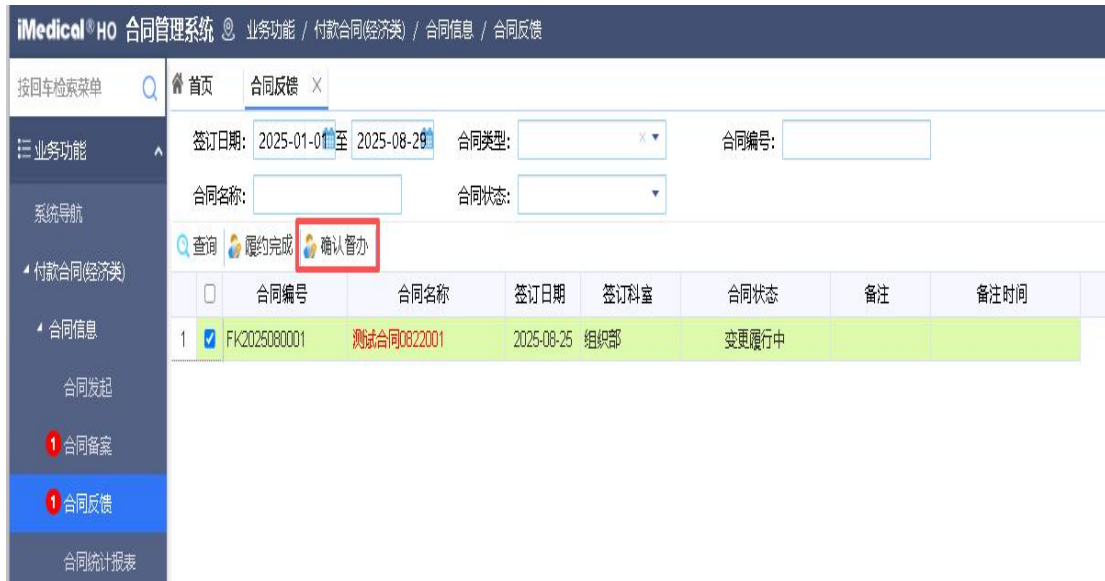 iMedical® HO 合同管理系统 业务功能 / 付款合同(经济类) / 合同信息 / 合同反馈
按回车检索菜单
首页 合同反馈 ×
业务功能
签订日期: 2025-01-01 至 2025-08-29 合同类型: 合同编号:
合同名称: 合同状态:
系统导航
查询 履约完成 确认督办
付款合同(经济类)
合同编号 合同名称 签订日期 签订科室 合同状态 备注 备注时间
合同信息
1 FK2025080001 测试合同0822001 2025-08-25 组织部 变更履行中
合同发起
1 合同备案
1 合同反馈
合同统计报表